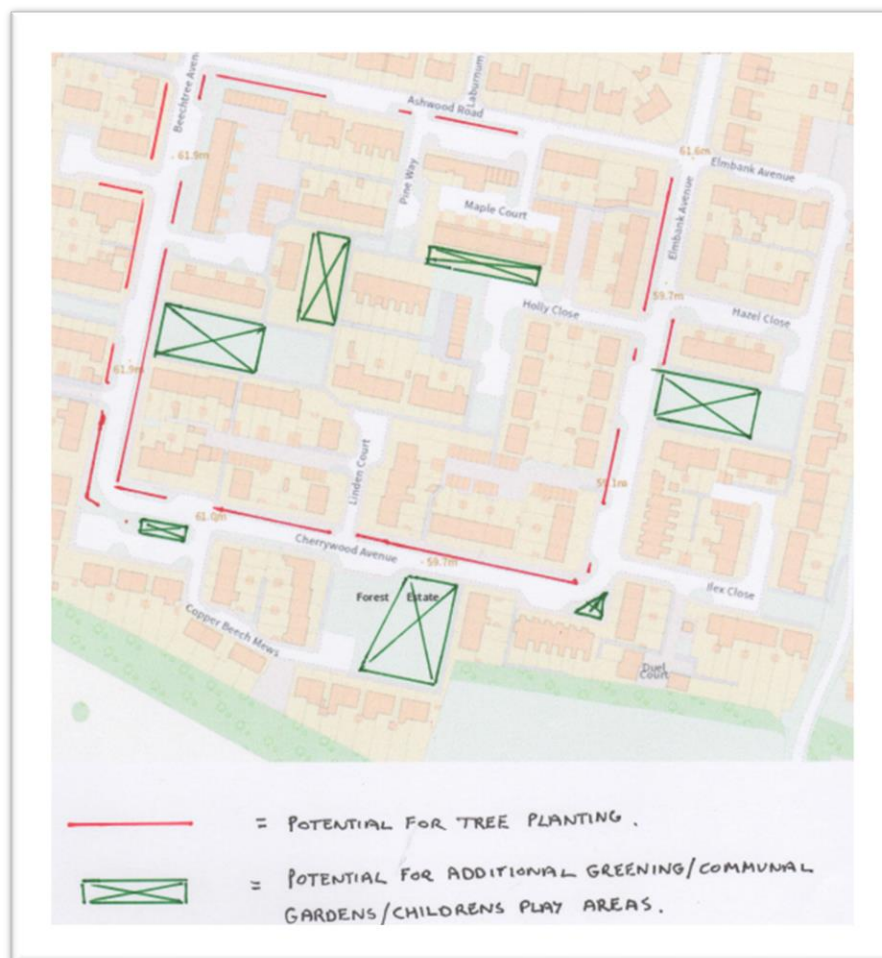 Beechtree Aven
Laburnum
Ashwood Road
61.9m
61.6m
Elmbank Avenue
Pine Way
Maple Court
Elmbank Avenue
59.7m
Holly Close
Hazel Close
61.9m
Linden Court
59.1m
61.0m
Cherrywood Avenue
59.7m
Ilex Close
Forest Estate
Copper Beech Mews
Duel
Court
= POTENTIAL FOR TREE PLANTING.
= POTENTIAL FOR ADDITIONAL GREENING/COMMUNAL
GARDENS/CHILDRENS PLAY AREAS.